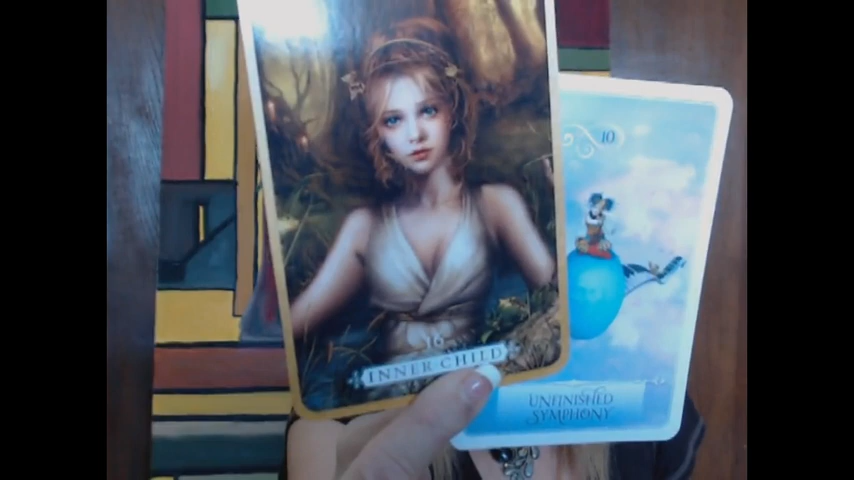 16
INNER CHILD
10
UNFINISHED
SYMPHONY